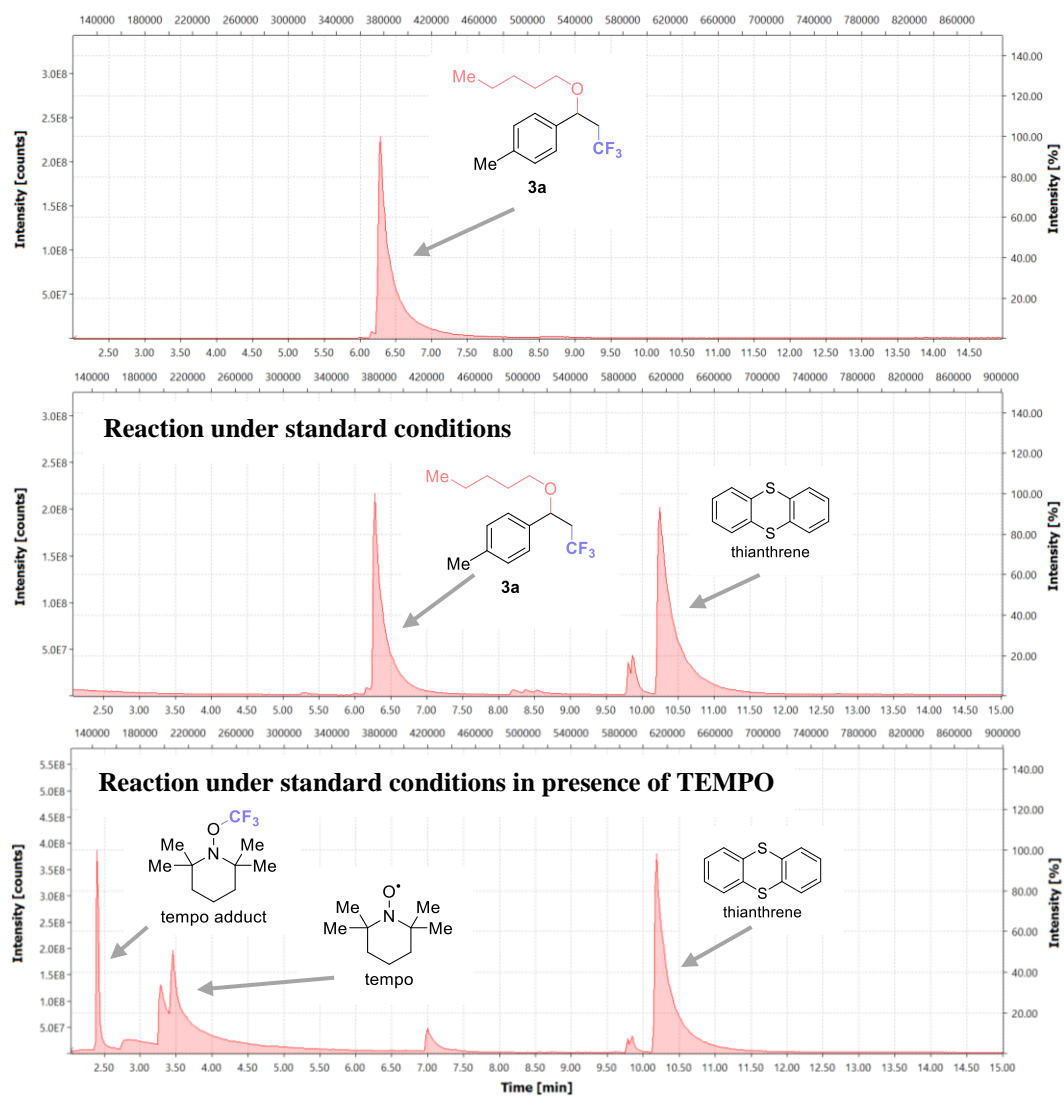 140000 180000 220000 260000 300000 340000 380000 420000 460000 500000 540000 580000 620000 660000 700000 740000 780000 820000 860000
Intensity [counts]
3.0E8
2.5E8
2.0E8
1.5E8
1.0E8
5.0E7
Me
O
CF3
Me
3a
140.00
120.00
100.00
80.00
60.00
40.00
20.00
Intensity [%]
2.50 3.00 3.50 4.00 4.50 5.00 5.50 6.00 6.50 7.00 7.50 8.00 8.50 9.00 9.50 10.00 10.50 11.00 11.50 12.00 12.50 13.00 13.50 14.00 14.50
140000 180000 220000 260000 300000 340000 380000 420000 460000 500000 540000 580000 620000 660000 700000 740000 780000 820000 860000 900000
Intensity [counts]
3.0E8
2.5E8
2.0E8
1.5E8
1.0E8
5.0E7
Reaction under standard conditions
Me
O
CF3
Me
3a
S
S
thianthrene
140.00
120.00
100.00
80.00
60.00
40.00
20.00
Intensity [%]
2.50 3.00 3.50 4.00 4.50 5.00 5.50 6.00 6.50 7.00 7.50 8.00 8.50 9.00 9.50 10.00 10.50 11.00 11.50 12.00 12.50 13.00 13.50 14.00 14.50 15.00
140000 180000 220000 260000 300000 340000 380000 420000 460000 500000 540000 580000 620000 660000 700000 740000 780000 820000 860000 900000
Intensity [counts]
5.5E8
5.0E8
4.5E8
4.0E8
3.5E8
3.0E8
2.5E8
2.0E8
1.5E8
1.0E8
5.0E7
Reaction under standard conditions in presence of TEMPO
CF3
O
Me Me
N
Me Me
tempo adduct
O•
Me Me
N
Me Me
tempo
S
S
thianthrene
140.00
120.00
100.00
80.00
60.00
40.00
20.00
Intensity [%]
2.50 3.00 3.50 4.00 4.50 5.00 5.50 6.00 6.50 7.00 7.50 8.00 8.50 9.00 9.50 10.00 10.50 11.00 11.50 12.00 12.50 13.00 13.50 14.00 14.50 15.00
Time [min]